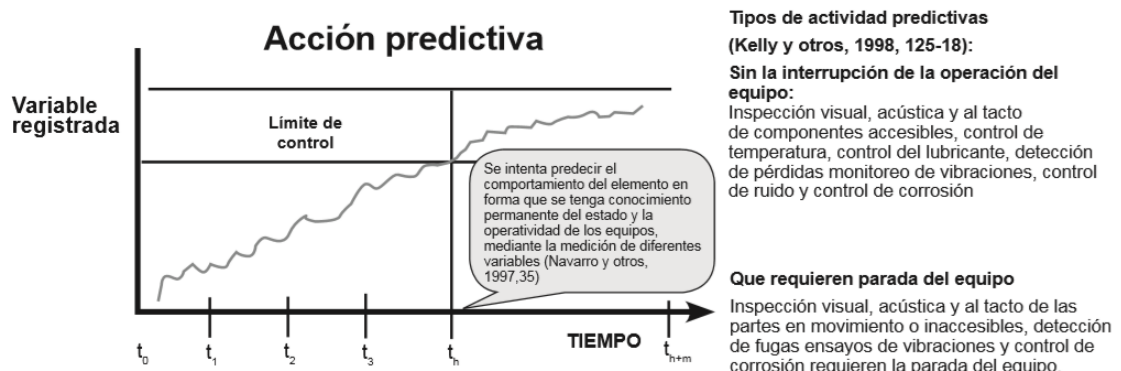 Acción predictiva
Variable
registrada
Límite de
control
Se intenta predecir el
comportamiento del elemento en
forma que se tenga conocimiento
permanente del estado y la
operatividad de los equipos,
mediante la medición de diferentes
variables (Navarro y otros,
1997,35)
TIEMPO
t0
t1
t2
t3
th
th+m
Tipos de actividad predictivas
(Kelly y otros, 1998, 125-18):
Sin la interrupción de la operación del
equipo:
Inspección visual, acústica y al tacto
de componentes accesibles, control de
temperatura, control del lubricante, detección
de pérdidas monitoreo de vibraciones, control
de ruido y control de corrosión
Que requieren parada del equipo
Inspección visual, acústica y al tacto de las
partes en movimiento o inaccesibles, detección
de fugas ensayos de vibraciones y control de
corrosión requieren la parada del equipo.